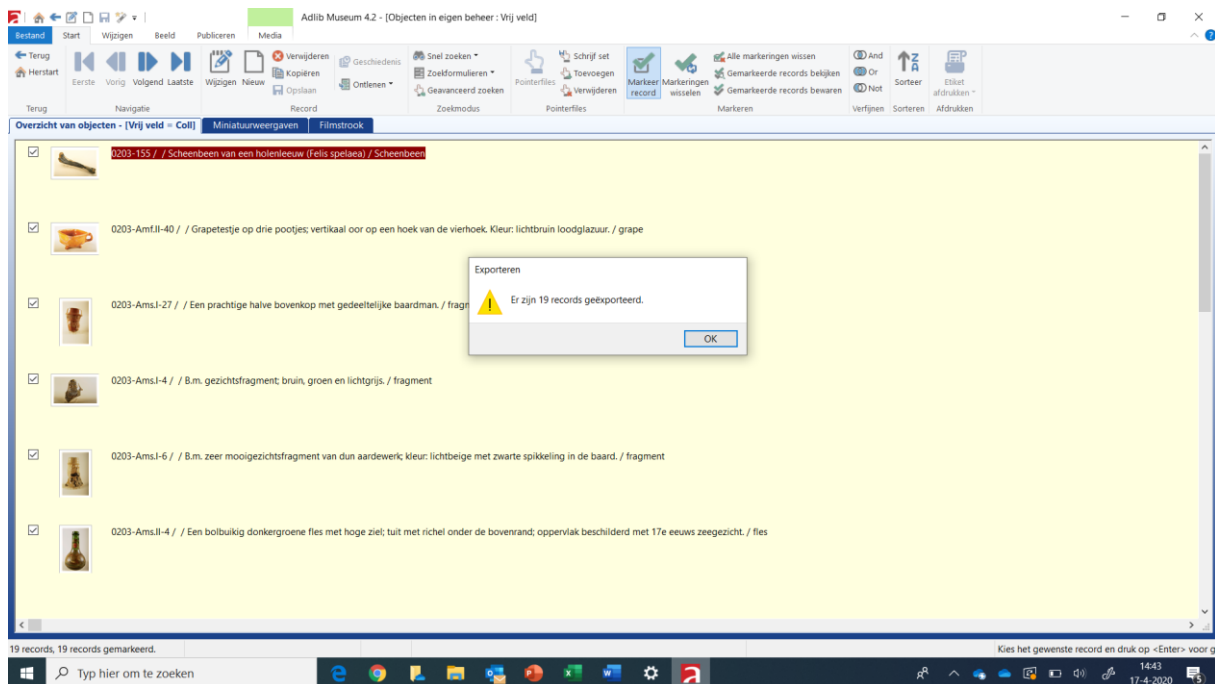 Adlib Museum 4.2 - [Objecten in eigen beheer : Vrij veld]
Bestand Start Wijzigen Beeld Publiceren Media
Terug
Herstart
Eerste Vorig Volgend Laatste
Wijzigen Nieuw
Verwijderen
Kopiëren
Opslaan
Geschiedenis
Ontlenen
Snel zoeken
Zoekformulieren
Geavanceerd zoeken
Pointerfiles
Schrijf set
Toevoegen
Verwijderen
Markeer record
Markeringen wisselen
Alle markeringen wissen
Gemarkeerde records bekijken
Gemarkeerde records bewaren
And
Or
Not
Sorteer
Etiket afdrukken
Terug Navigatie Record Zoekmodus Pointerfiles Markeren Verfijnen Sorteren Afdrukken
Overzicht van objecten - [Vrij veld = Coll] Miniatuurweergaven Filmstrook
0203-155 / / Scheenbeen van een holenleeuw (Felis spelaea) / Scheenbeen
0203-Amf.II-40 / / Grapetestje op drie pootjes; vertikaal oor op een hoek van de vierhoek. Kleur: lichtbruin loodglazuur. / grape
Exporteren
Er zijn 19 records geëxporteerd.
OK
0203-Ams.I-27 / / Een prachtige halve bovenkop met gedeeltelijke baardman. / fragn
0203-Ams.I-4 / / B.m. gezichtsfragment; bruin, groen en lichtgrijs. / fragment
0203-Ams.I-6 / / B.m. zeer mooigezichtsfragment van dun aardewerk; kleur: lichtbeige met zwarte spikkeling in de baard. / fragment
0203-Ams.II-4 / / Een bolbuikig donkergroene fles met hoge ziel; tuit met richel onder de bovenrand; oppervlak beschilderd met 17e eeuws zeegezicht. / fles
19 records, 19 records gemarkeerd.
Kies het gewenste record en druk op <Enter> voor g
Typ hier om te zoeken
14:43
17-4-2020